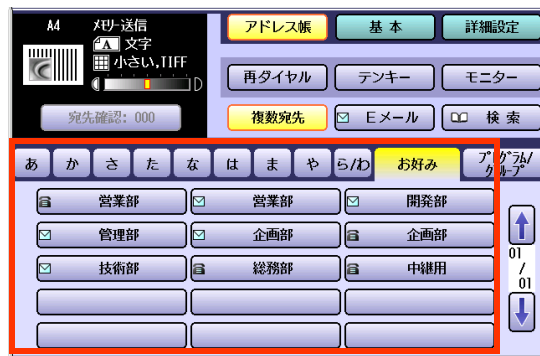 A4 メモリー送信
A 文字
小さい,TIFF
D
宛先確認: 000
アドレス帳 基本 詳細設定
再ダイヤル テンキー モニター
複数宛先 Eメール 検索
あ か さ た な は ま や ら/わ お好み プログラム/
グループ
営業部 営業部 開発部
管理部 企画部 企画部
技術部 総務部 中継用
01
/
01